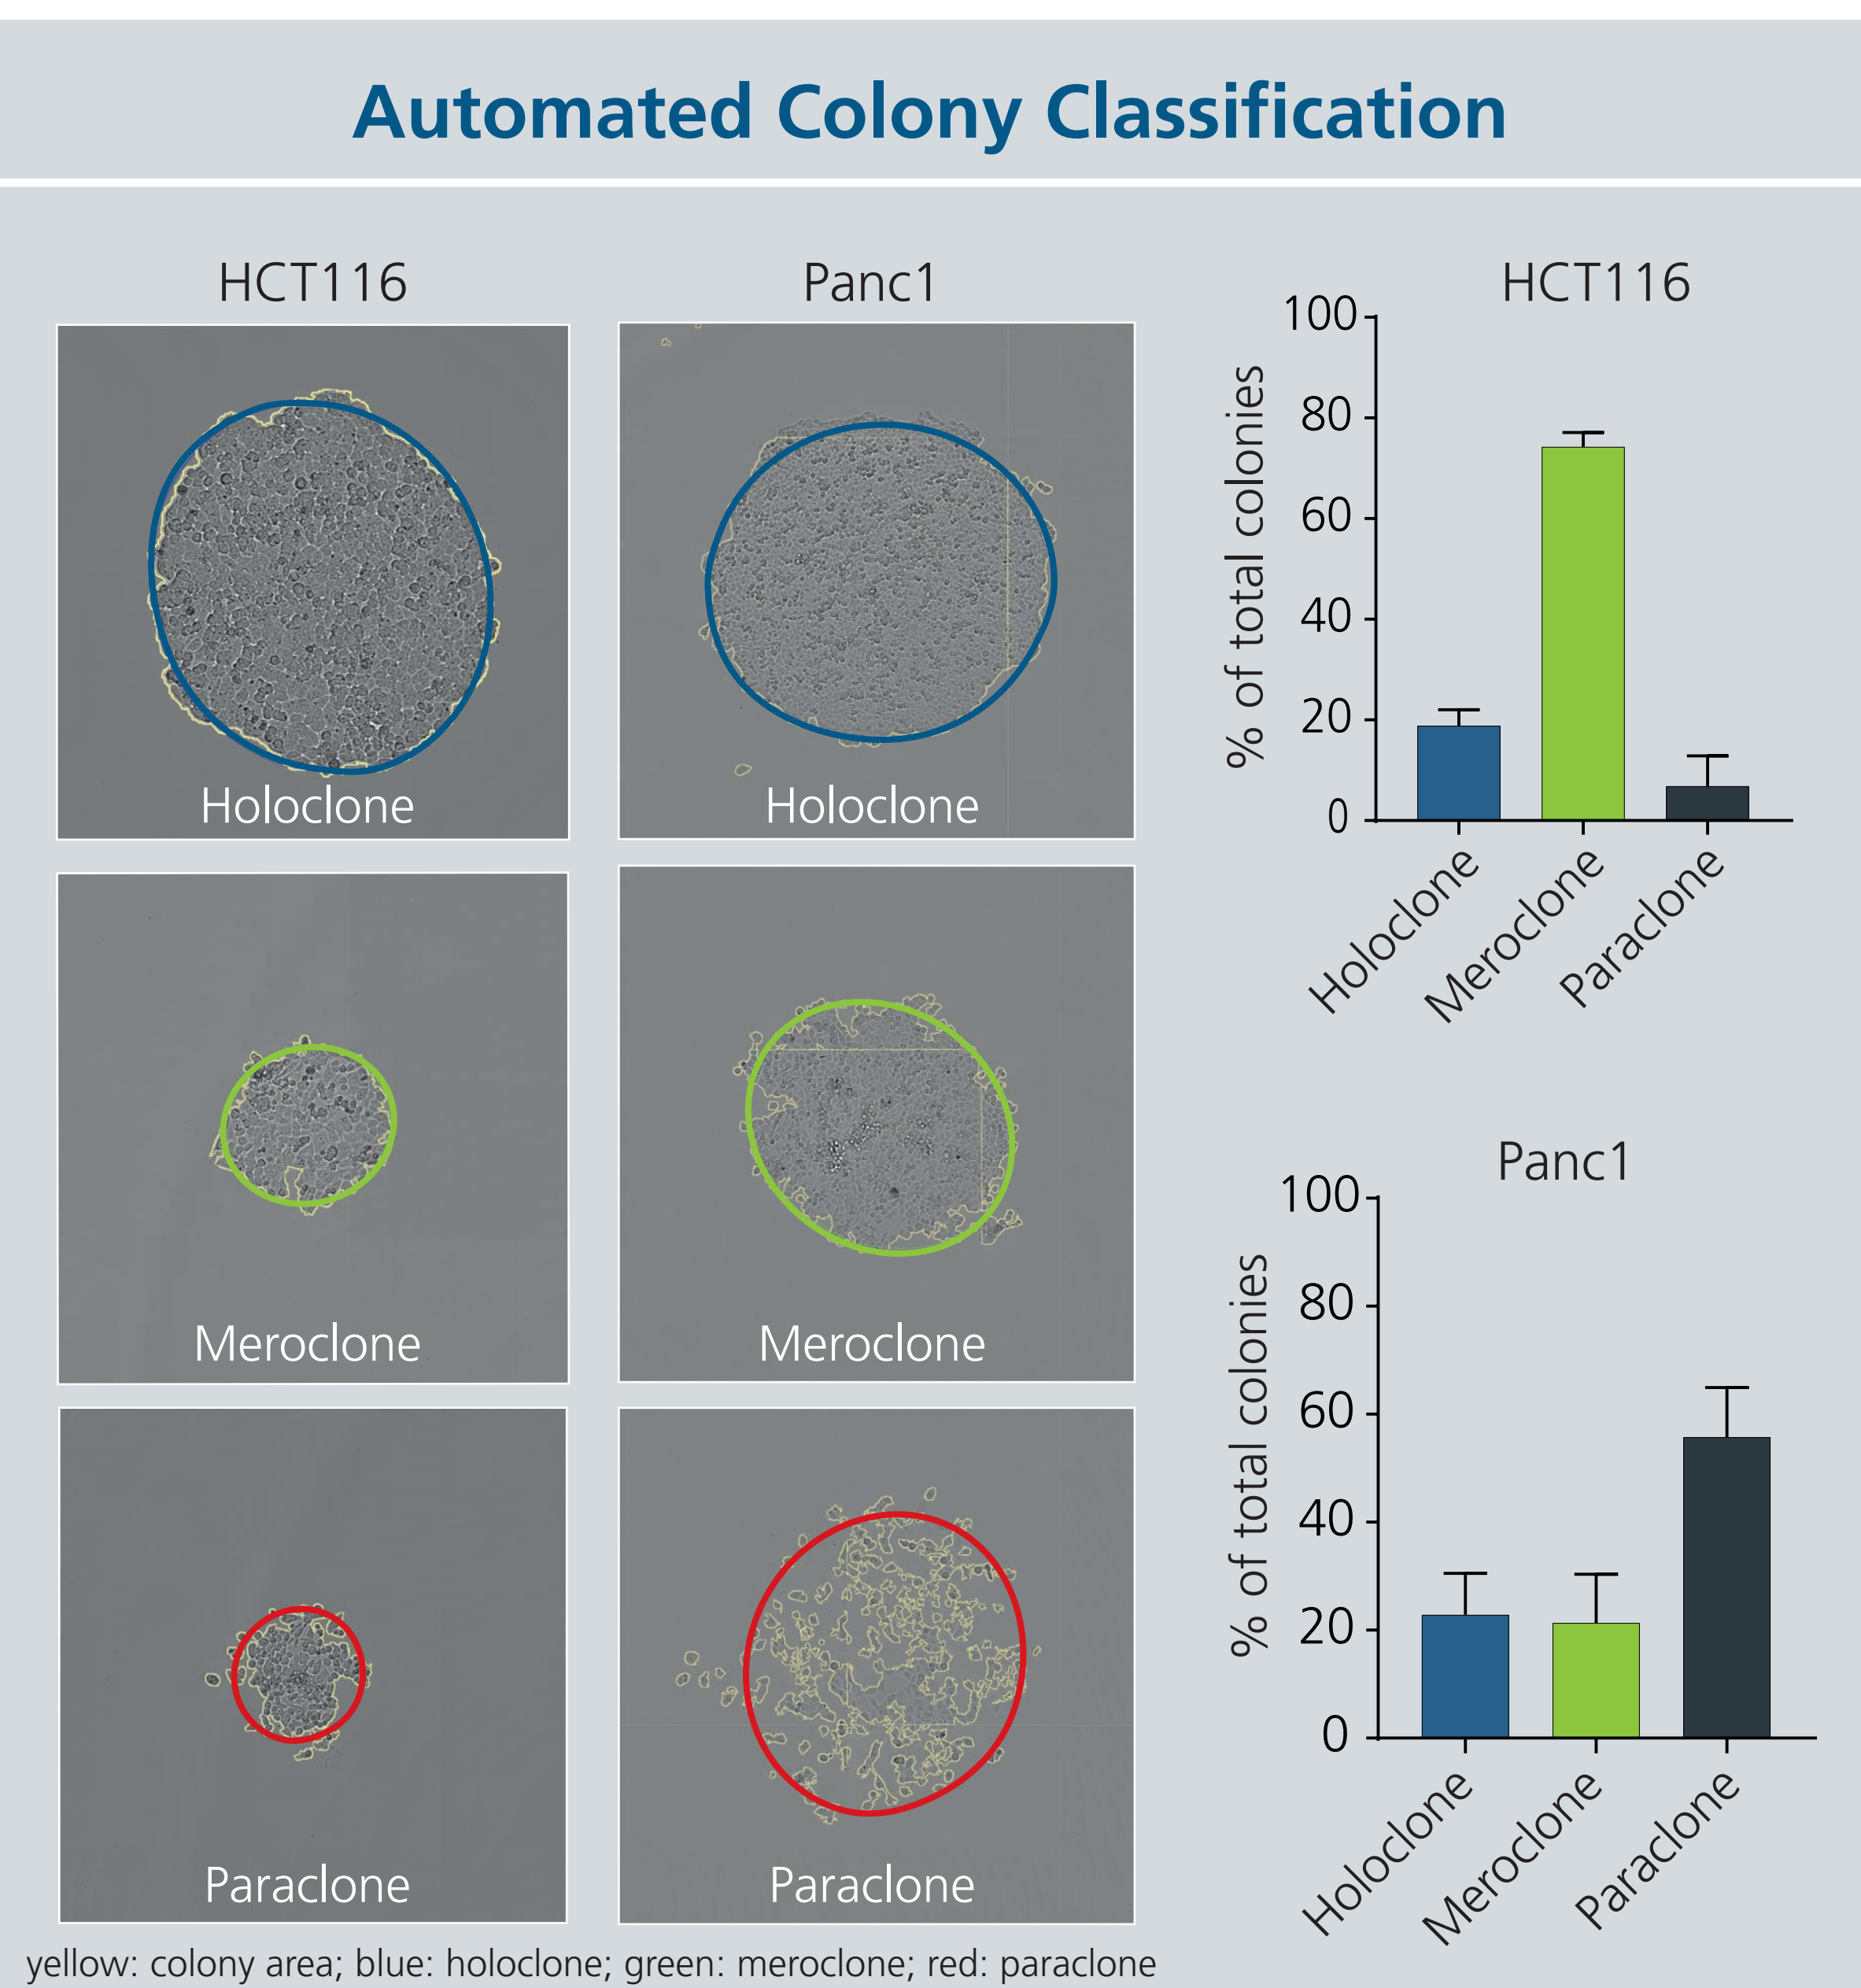 Automated Colony Classification
HCT116
Panc1
Holoclone
Holoclone
Meroclone
Meroclone
Paraclone
Paraclone
yellow: colony area; blue: holoclone; green: meroclone; red: paraclone
HCT116
% of total colonies
100
80
60
40
20
0
Holoclone
Meroclone
Paraclone
Panc1
% of total colonies
100
80
60
40
20
0
Holoclone
Meroclone
Paraclone